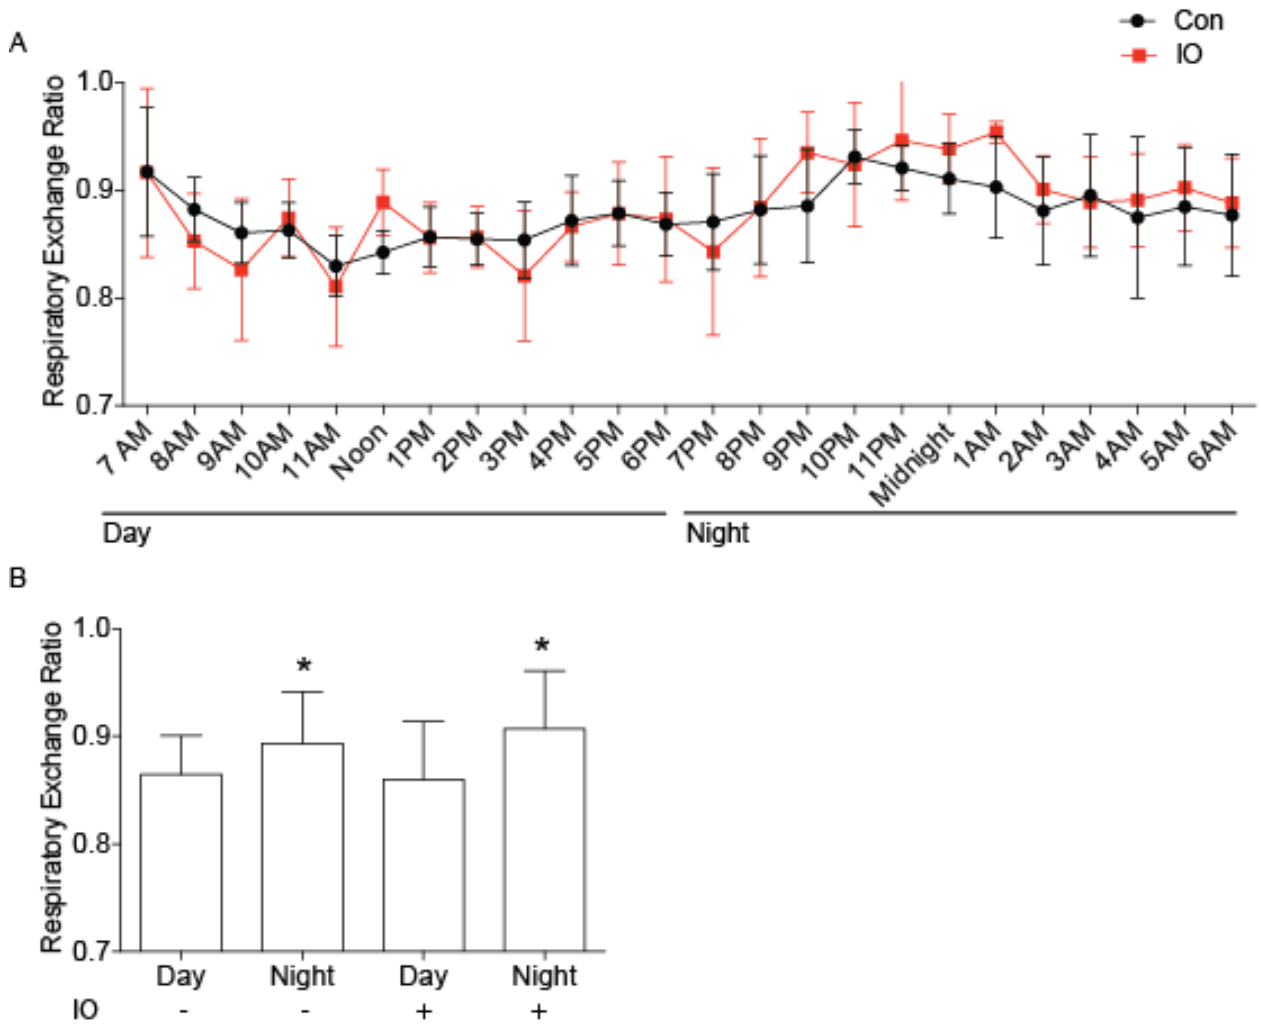 A
Con
IO
Respiratory Exchange Ratio
1.0
0.9
0.8
0.7
7 AM
8AM
9AM
10AM
11AM
Noon
1PM
2PM
3PM
4PM
5PM
6PM
7PM
8PM
9PM
10PM
11PM
Midnight
1AM
2AM
3AM
4AM
5AM
6AM
Day Night
B
Respiratory Exchange Ratio
1.0
0.9
0.8
0.7
* *
Day Night Day Night
IO - - + +